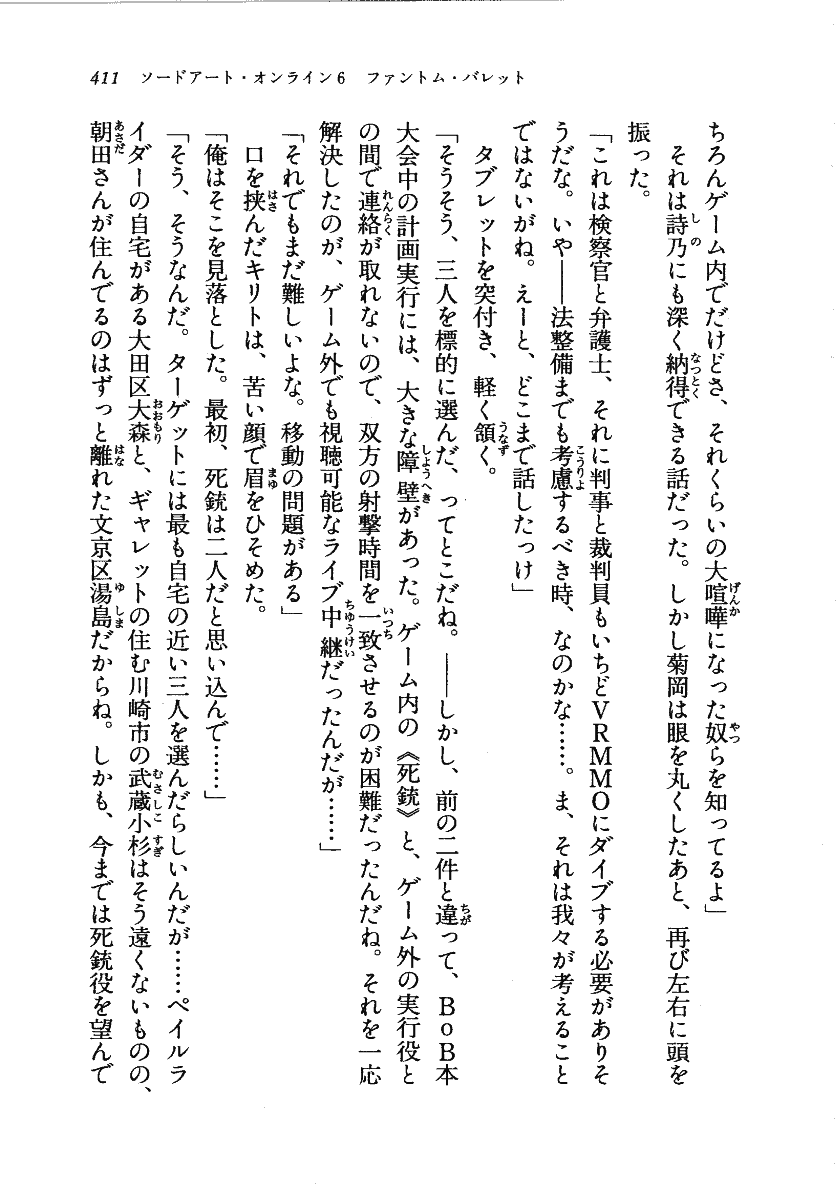 411 ソードアート・オンライン6 ファントム・バレット
ちろんゲーム内でだけどさ、それくらいの大喧嘩になった奴らを知ってるよ」
それは詩乃にも深く納得できる話だった。しかし菊岡は眼を丸くしたあと、再び左右に頭を
振った。
「これは検察官と弁護士、それに判事と裁判員もいちどVRMMOにダイブする必要がありそ
うだな。いや――法整備までも考慮するべき時、なのかな……。ま、それは我々が考えること
ではないがね。えーと、どこまで話したっけ」
タブレットを突付き、軽く頷く。
「そうそう、三人を標的に選んだ、ってとこだね。――しかし、前の二件と違って、BoB本
大会中の計画実行には、大きな障壁があった。ゲーム内の《死銃》と、ゲーム外の実行役と
の間で連絡が取れないので、双方の射撃時間を一致させるのが困難だったんだね。それを一応
解決したのが、ゲーム外でも視聴可能なライブ中継だったんだが……」
「それでもまだ難しいよな。移動の問題がある」
口を挟んだキリトは、苦い顔で眉をひそめた。
「俺はそこを見落とした。最初、死銃は二人だと思い込んで……」
「そう、そうなんだ。ターゲットには最も自宅の近い三人を選んだらしいんだが……ペイルラ
イダーの自宅がある大田区大森と、ギャレットの住む川崎市の武蔵小杉はそう遠くないものの、
朝田さんが住んでるのはずっと離れた文京区湯島だからね。しかも、今までは死銃役を望んで